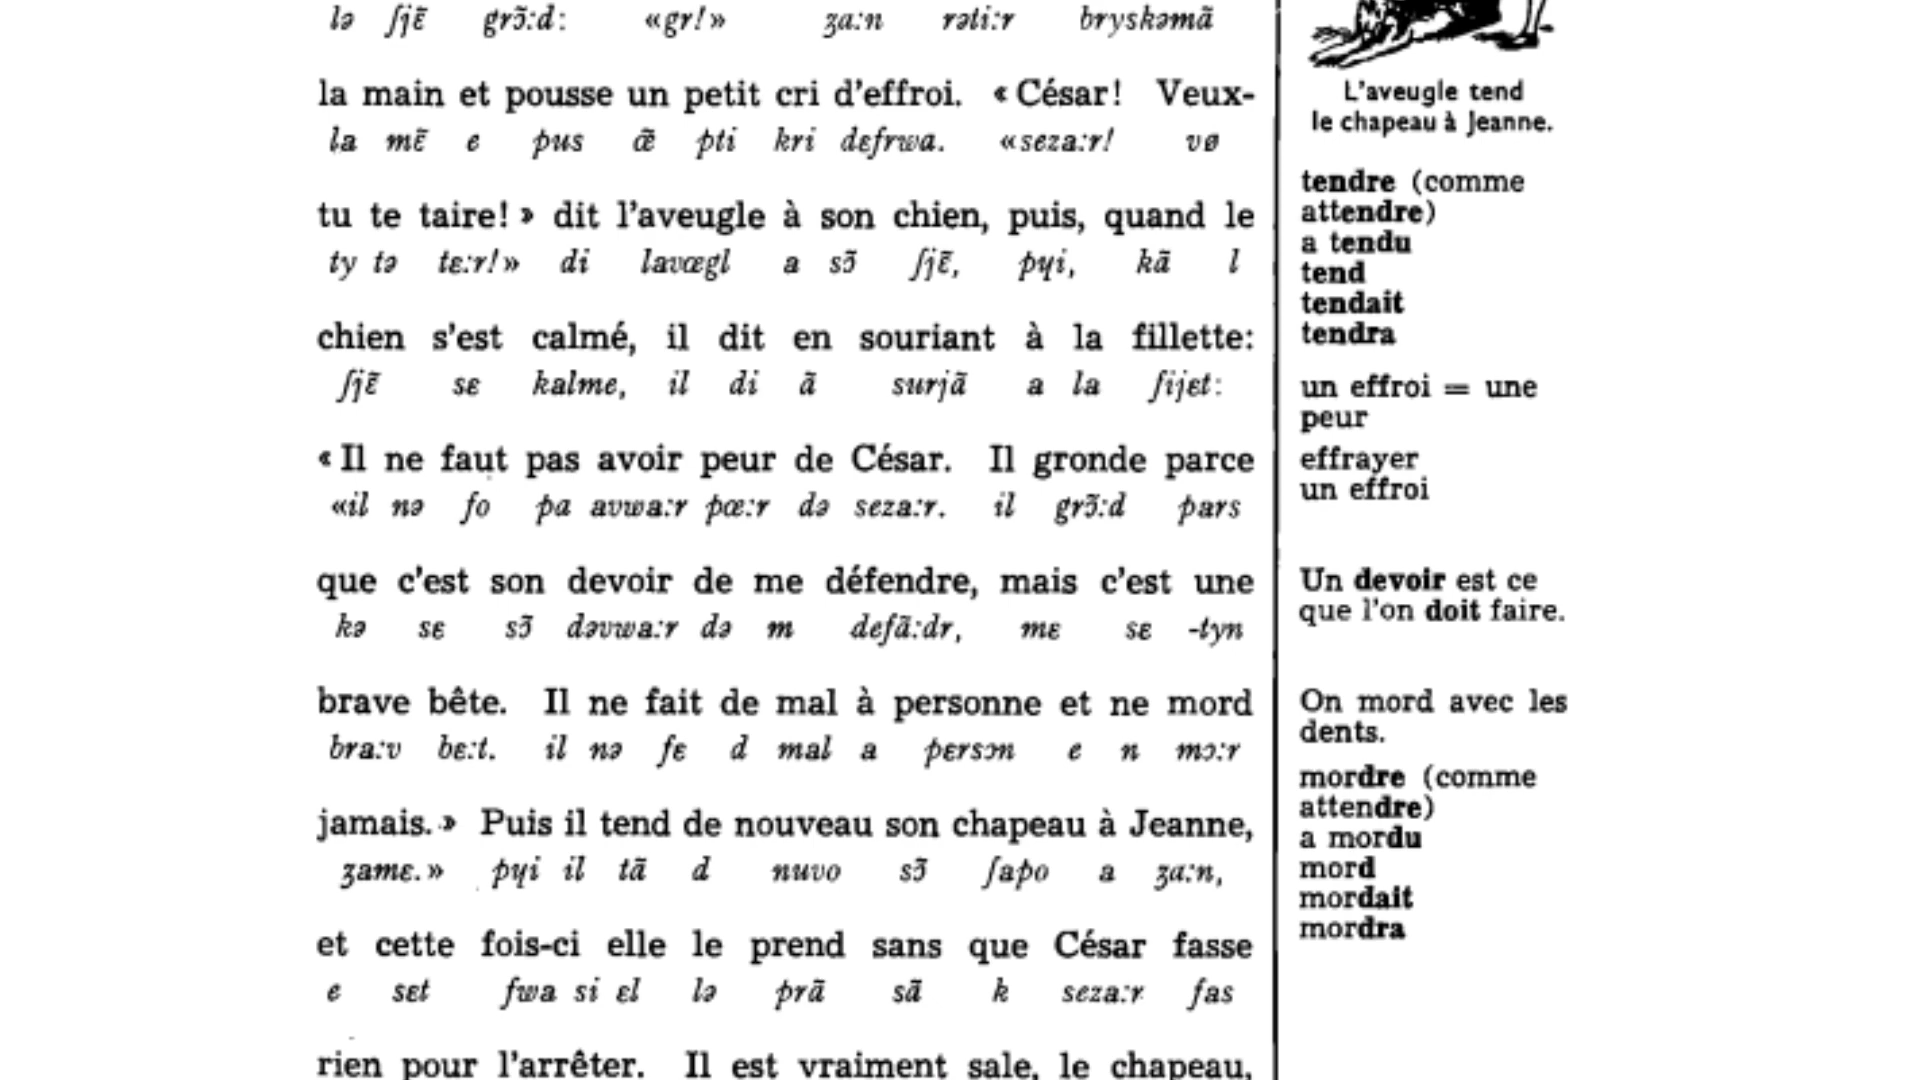 lə ʃjɛ̃ grɔ̃:d: «gr!» ʒa:n rəti:r bryskəmɑ̃
la main et pousse un petit cri d'effroi. « César! Veux-
la mɛ̃ e pus œ̃ pti kri dɛfrwa. «seza:r! vø
tu te taire! » dit l'aveugle à son chien, puis, quand le
ty tə tɛ:r!» di lavœgl a sɔ̃ ʃjɛ̃, pɥi, kɑ̃ l
chien s'est calmé, il dit en souriant à la fillette:
ʃjɛ̃ sɛ kalme, il di ɑ̃ surjɑ̃ a la fijɛt:
« Il ne faut pas avoir peur de César. Il gronde parce
«il nə fo pa avwa:r pœ:r də seza:r. il grɔ̃:d pars
que c'est son devoir de me défendre, mais c'est une
kə sɛ sɔ̃ dəvwa:r də m defɑ̃:dr, mɛ sɛ -tyn
brave bête. Il ne fait de mal à personne et ne mord
bra:v bɛ:t. il nə fɛ d mal a pɛrsɔn e n mɔ:r
jamais. » Puis il tend de nouveau son chapeau à Jeanne,
ʒamɛ.» pɥi il tɑ̃ d nuvo sɔ̃ ʃapo a ʒa:n,
et cette fois-ci elle le prend sans que César fasse
e sɛt fwa si ɛl lə prɑ̃ sɑ̃ k seza:r fas
rien pour l'arrêter. Il est vraiment sale, le chapeau,
L'aveugle tend
le chapeau à Jeanne.
tendre (comme
attendre)
a tendu
tend
tendait
tendra
un effroi = une
peur
effrayer
un effroi
Un devoir est ce
que l'on doit faire.
On mord avec les
dents.
mordre (comme
attendre)
a mordu
mord
mordait
mordra